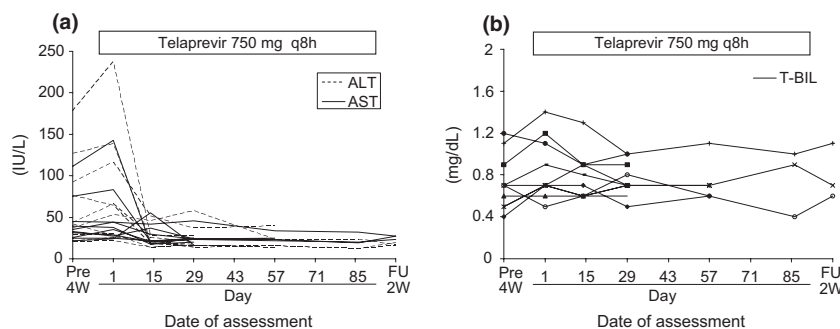 (a)
Telaprevir 750 mg q8h
250
200
150
100
50
0
(IU/L)
ALT
AST
Pre 4W
1 15 29 43 57 71 85
FU 2W
Day
Date of assessment
(b)
Telaprevir 750 mg q8h
2
1.6
1.2
0.8
0.4
0
(mg/dL)
T-BIL
Pre 4W
1 15 29 43 57 71 85
FU 2W
Day
Date of assessment